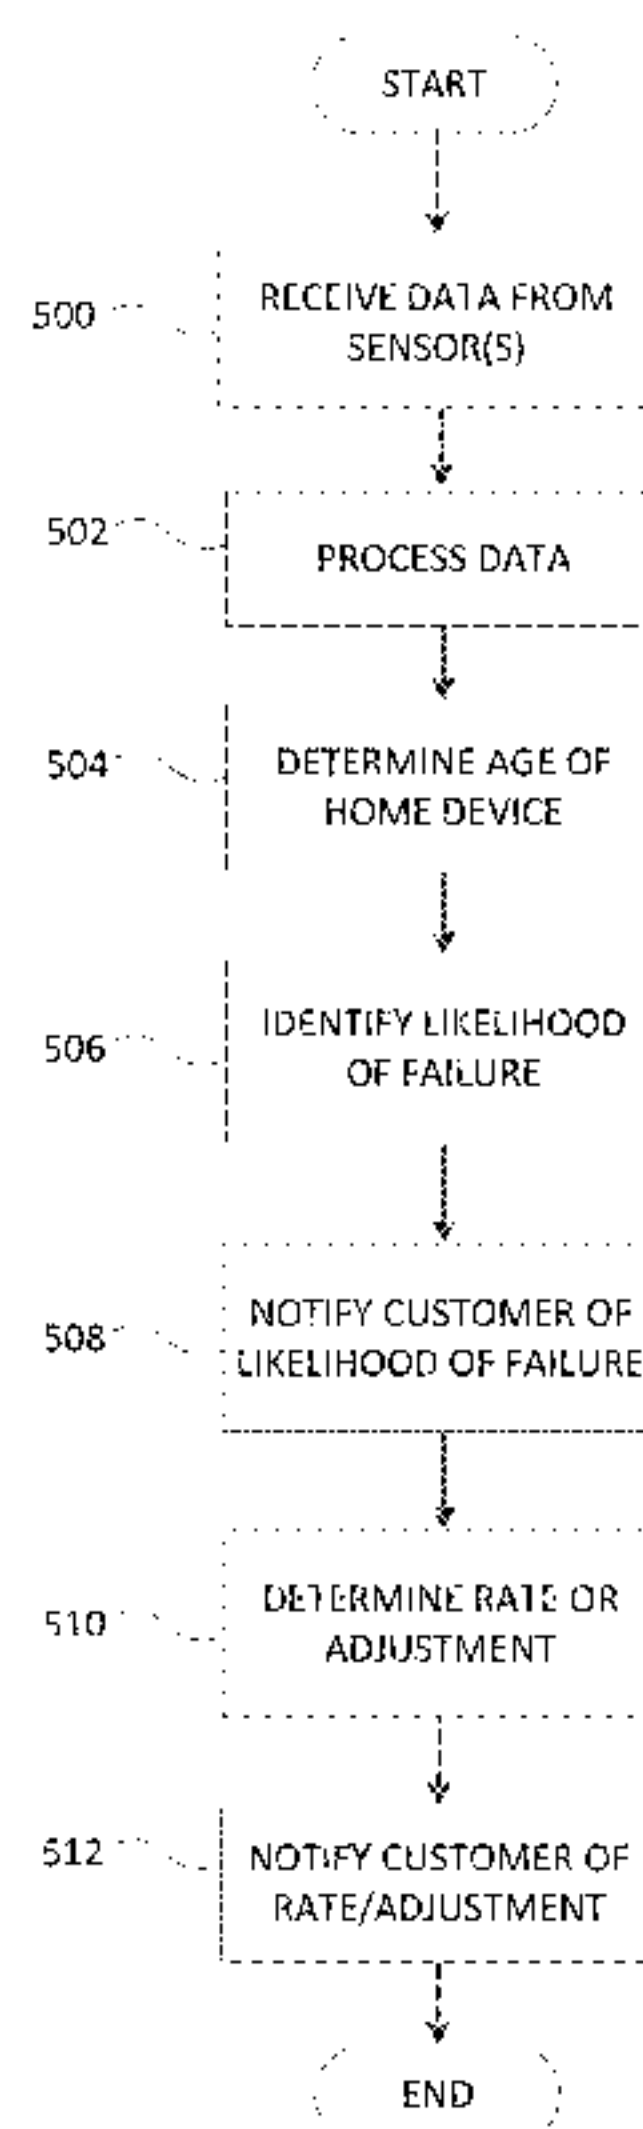 START
500
RECEIVE DATA FROM
SENSOR(S)
502
PROCESS DATA
504
DETERMINE AGE OF
HOME DEVICE
506
IDENTIFY LIKELIHOOD
OF FAILURE
508
NOTIFY CUSTOMER OF
LIKELIHOOD OF FAILURE
510
DETERMINE RATE OR
ADJUSTMENT
512
NOTIFY CUSTOMER OF
RATE/ADJUSTMENT
END